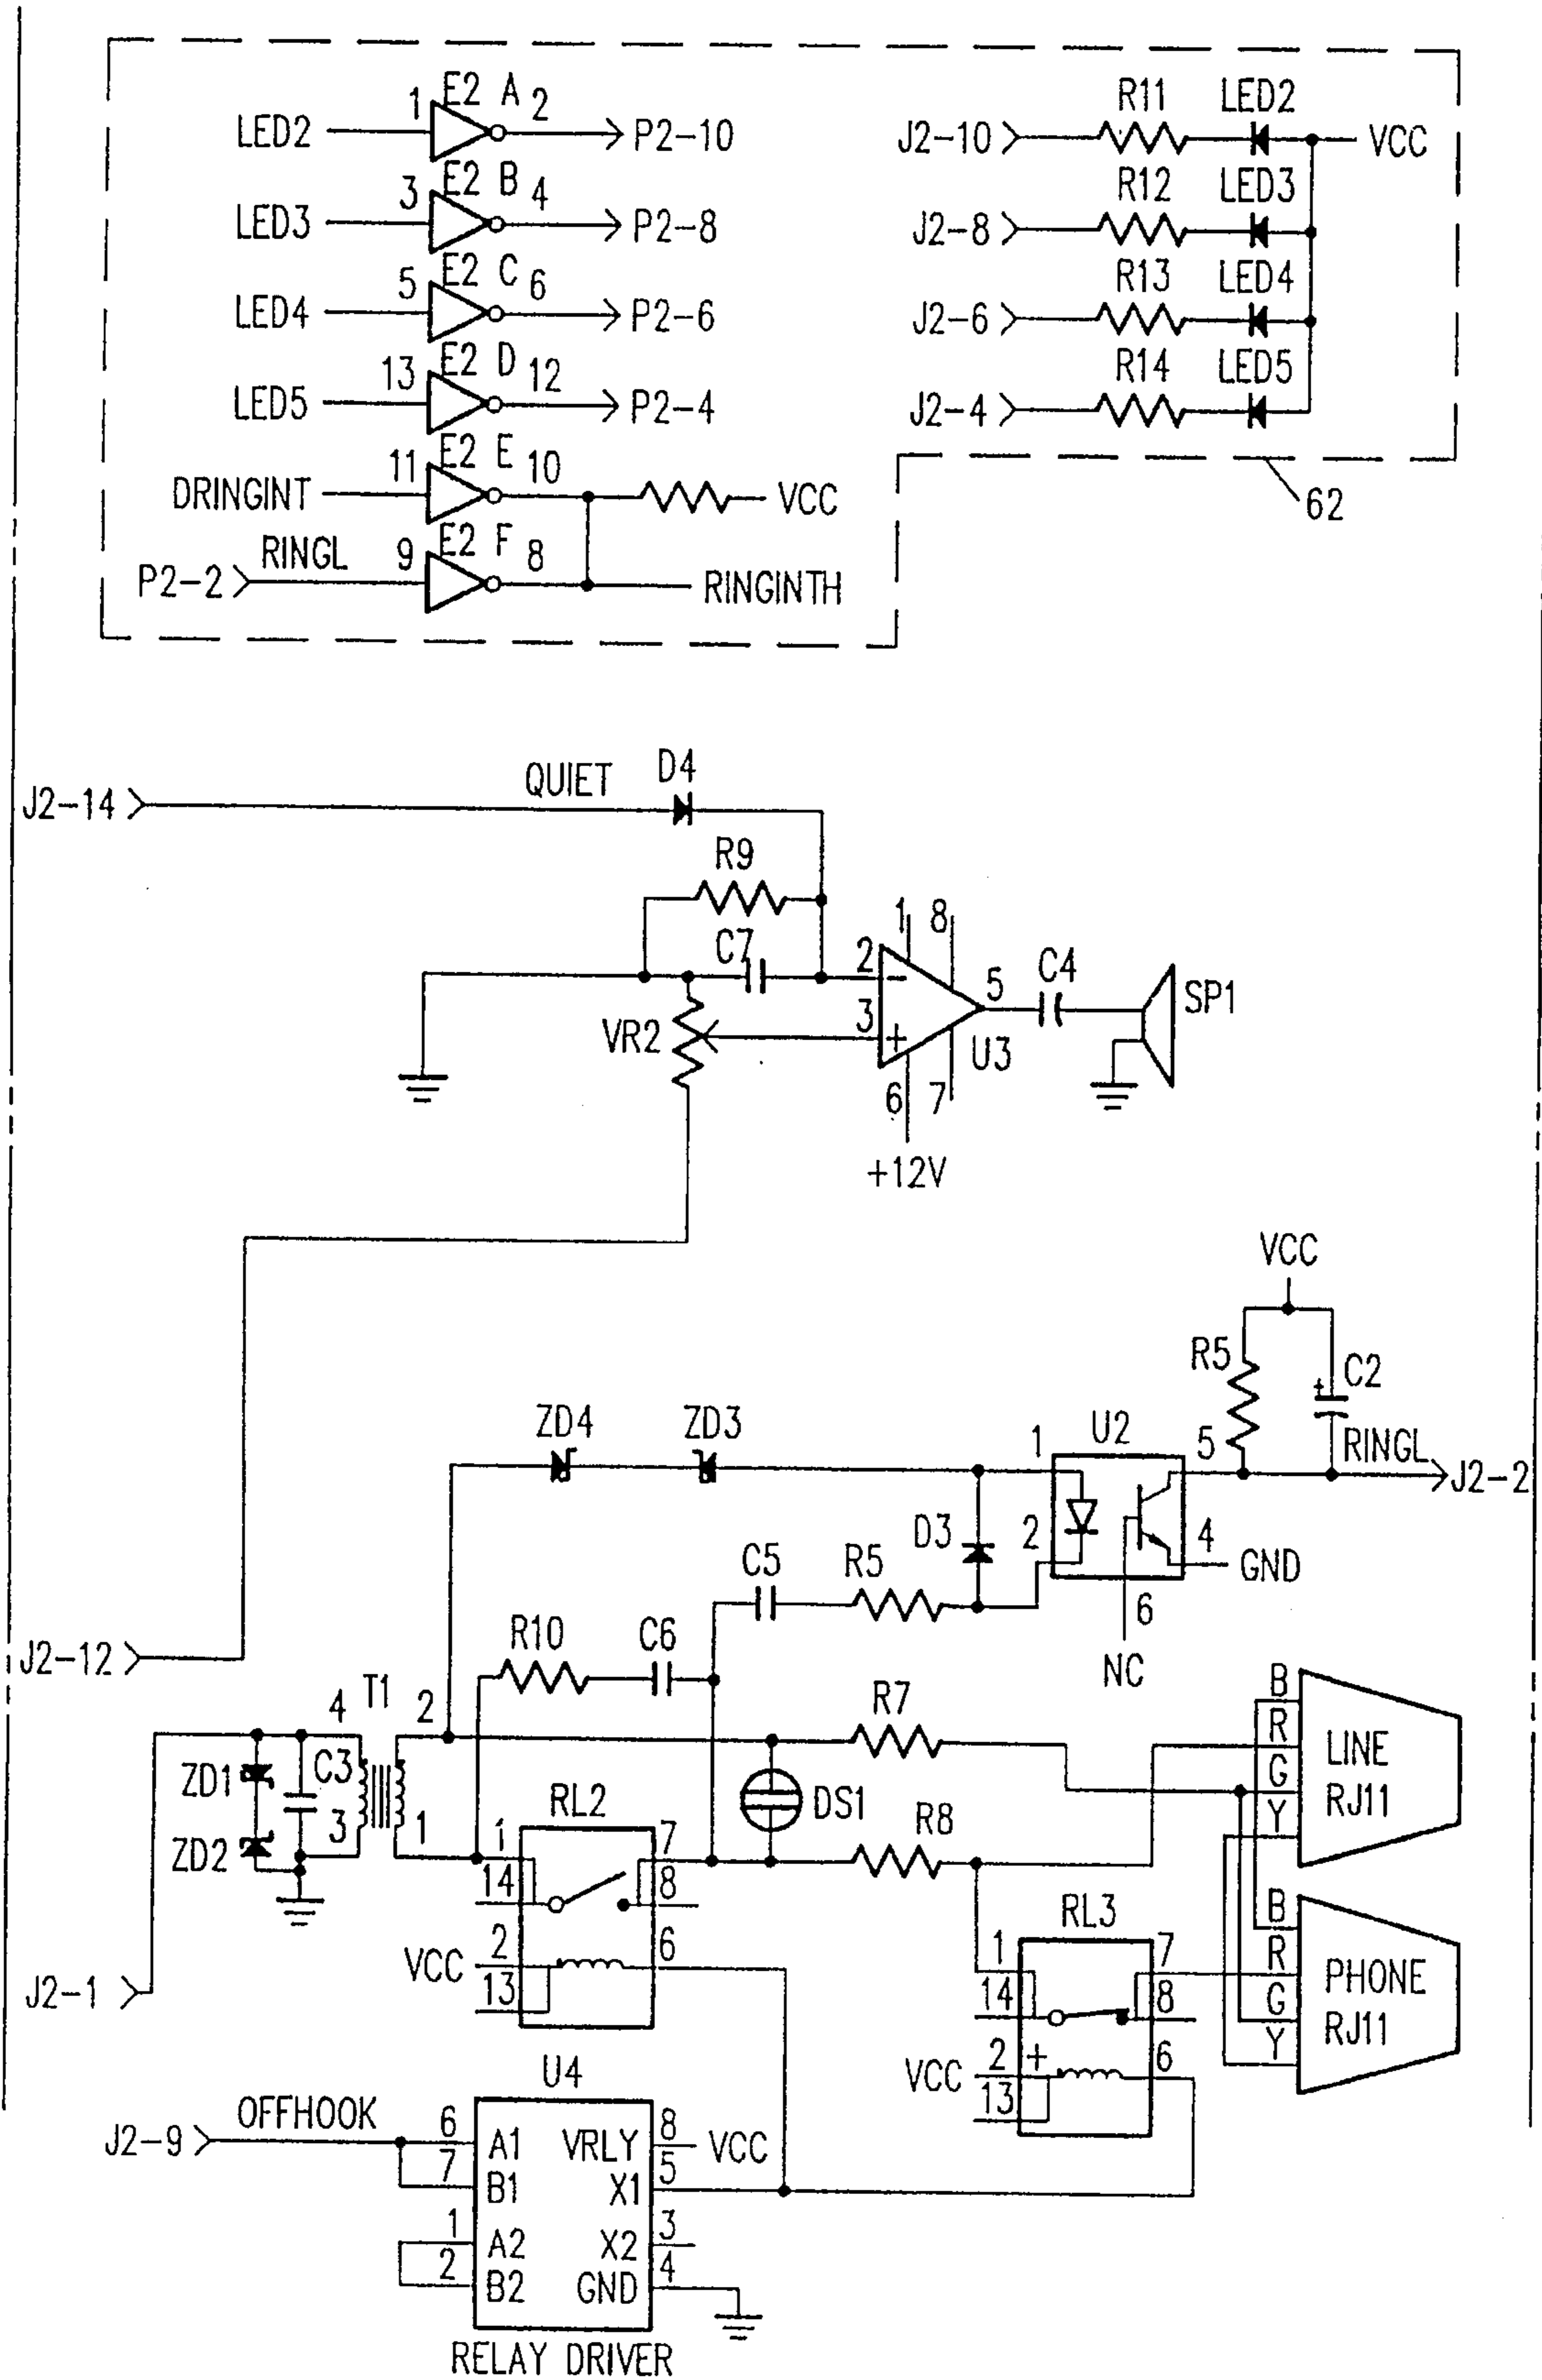 E2 A
LED2 1 2 P2-10
E2 B
LED3 3 4 P2-8
E2 C
LED4 5 6 P2-6
E2 D
LED5 13 12 P2-4
E2 E
DRINGINT 11 10 VCC
E2 F
P2-2 RINGL 9 8 RINGINTH
R11 LED2
J2-10 VCC
R12 LED3
J2-8
R13 LED4
J2-6
R14 LED5
J2-4
62
J2-14 QUIET D4
R9
C7
VR2
2 -
3 +
1 8
6 7
5
U3
+12V
C4
SP1
VCC
R5
C2
+
ZD4 ZD3
1 U2 5
RINGL
J2-2
D3 2 4 GND
C5 R5
6
NC
R10 C6
J2-12
4 T1 2
ZD1 C3
ZD2 3 1
R7
DS1
R8
RL2
1 7
14 8
VCC 2 6
13
J2-1
B
R
G
Y
LINE
RJ11
RL3
1 7
14 8
VCC 2 + 6
13
B
R
G
Y
PHONE
RJ11
U4
J2-9 OFFHOOK
6 A1 VRLY 8 VCC
7 B1 X1 5
1 A2 X2 3
2 B2 GND 4
RELAY DRIVER